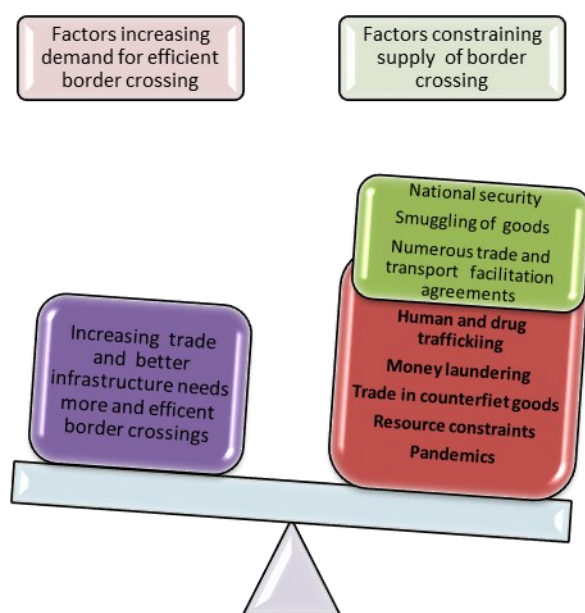 Factors increasing
demand for efficient
border crossing
Factors constraining
supply of border
crossing
National security
Smuggling of goods
Numerous trade and
transport facilitation
agreements
Human and drug
traffickiing
Money laundering
Trade in counterfiet goods
Resource constraints
Pandemics
Increasing trade
and better
infrastructure needs
more and efficent
border crossings